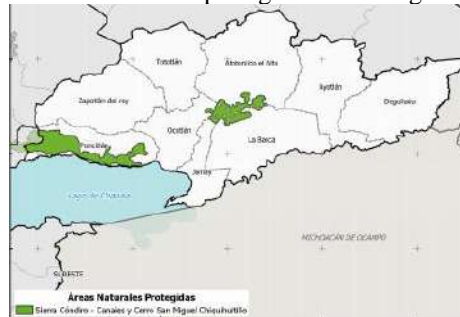 Tototlán
Atotonilco el Alto
Ayotlán
Degollado
Zapotlán del rey
Ocotlán
Poncitlán
La Barca
Jamay
Lago de Chapala
MICHOACÁN DE OCAMPO
SURESTE
Áreas Naturales Protegidas
Sierra Cóndiro - Canales y Cerro San Miguel Chiquihuitillo